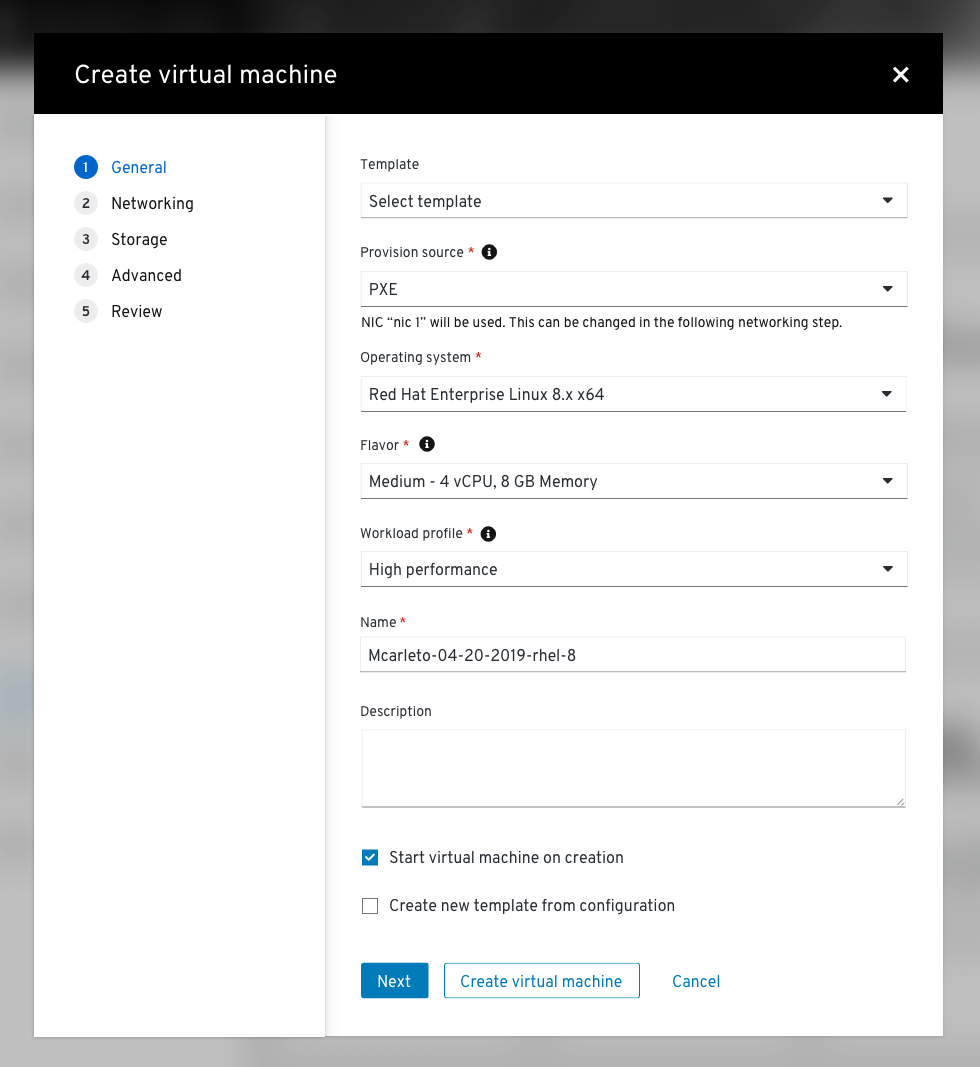 Create virtual machine
1 General
2 Networking
3 Storage
4 Advanced
5 Review
Template
Select template
Provision source *
PXE
NIC “nic 1” will be used. This can be changed in the following networking step.
Operating system *
Red Hat Enterprise Linux 8.x x64
Flavor *
Medium - 4 vCPU, 8 GB Memory
Workload profile *
High performance
Name *
Mcarleto-04-20-2019-rhel-8
Description
Start virtual machine on creation
Create new template from configuration
Next Create virtual machine Cancel